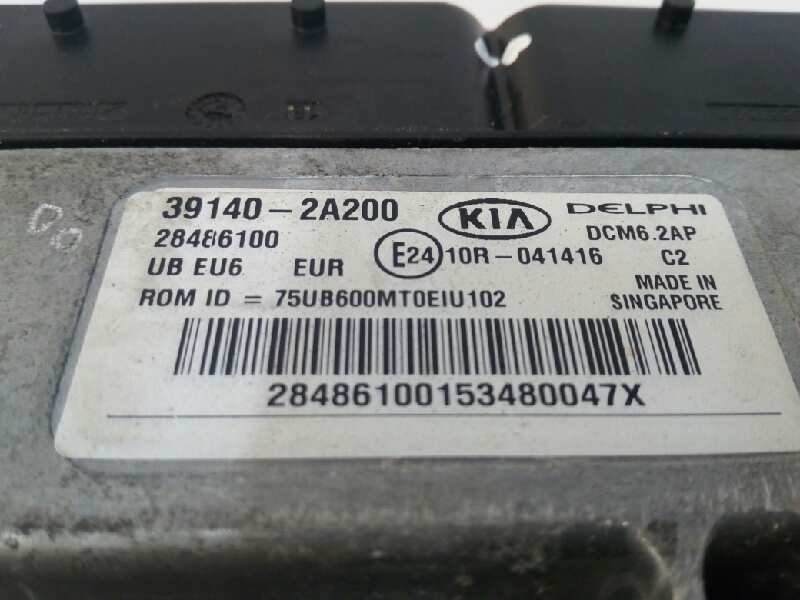 39140-2A200 KIA DELPHI
28486100 E24 10R-041416 DCM6.2AP
UB EU6 EUR C2
ROM ID = 75UB600MT0EIU102 MADE IN
SINGAPORE
28486100153480047X